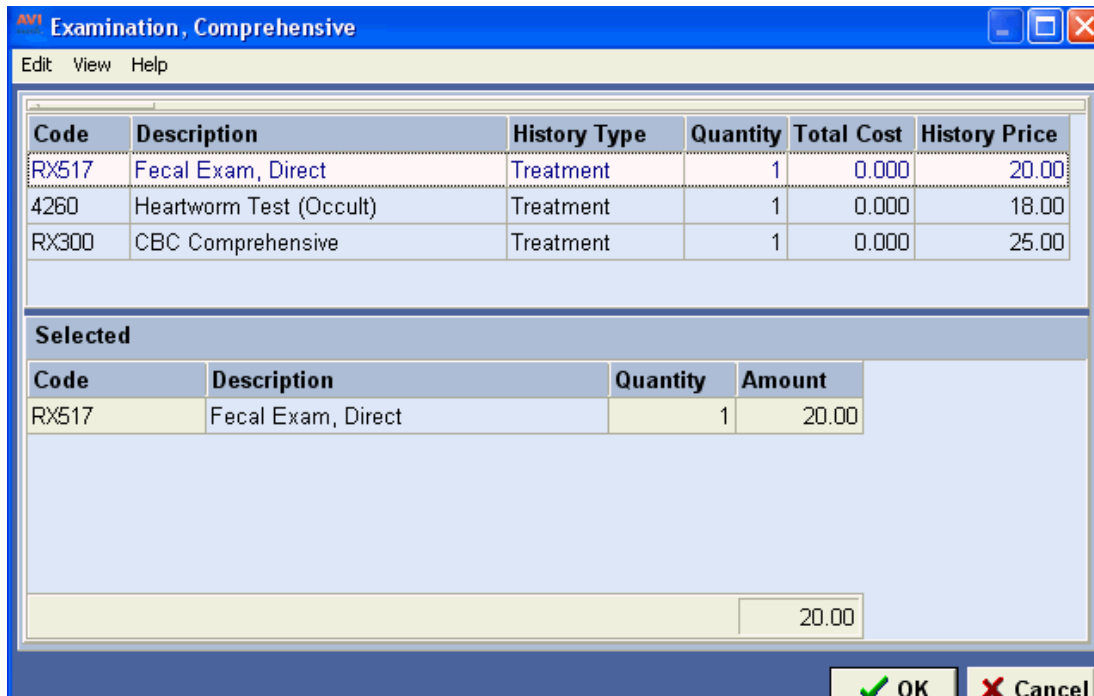 AVI Examination, Comprehensive
Edit View Help
Code Description History Type Quantity Total Cost History Price
RX517 Fecal Exam, Direct Treatment 1 0.000 20.00
4260 Heartworm Test (Occult) Treatment 1 0.000 18.00
RX300 CBC Comprehensive Treatment 1 0.000 25.00
Selected
Code Description Quantity Amount
RX517 Fecal Exam, Direct 1 20.00
20.00
OK Cancel